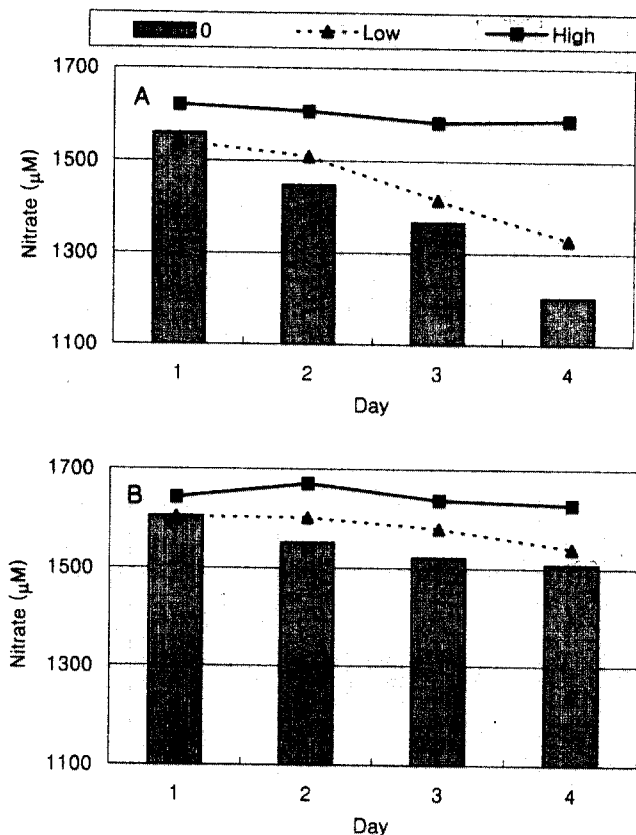 0 Low High
1700
A
1500
1300
1100
Nitrate (μM)
1 2 3 4
Day
1700
B
1500
1300
1100
Nitrate (μM)
1 2 3 4
Day